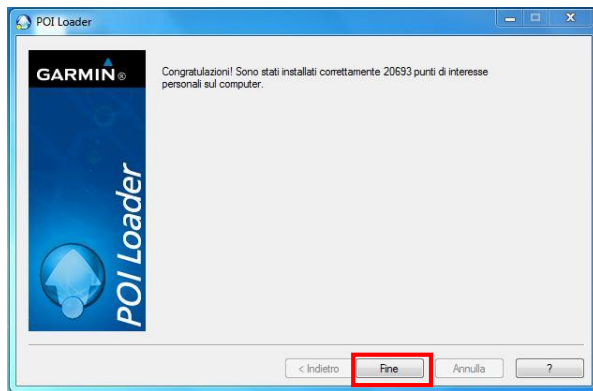 POI Loader
GARMIN®
Congratulazioni! Sono stati installati correttamente 20693 punti di interesse
personali sul computer.
POI Loader
< Indietro
Fine
Annulla
?